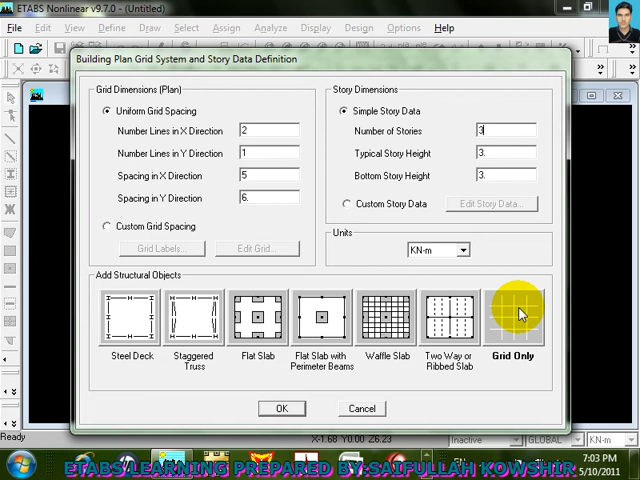 ETABS Nonlinear v9.7.0 - (Untitled)
File Edit View Define Draw Select Assign Analyze Display Design Options Help
Building Plan Grid System and Story Data Definition
Grid Dimensions (Plan)
Uniform Grid Spacing
Number Lines in X Direction 2
Number Lines in Y Direction 1
Spacing in X Direction 5
Spacing in Y Direction 6.
Custom Grid Spacing
Grid Labels...
Edit Grid...
Story Dimensions
Simple Story Data
Number of Stories 3
Typical Story Height 3.
Bottom Story Height 3.
Custom Story Data
Edit Story Data...
Units
KN-m
Add Structural Objects
Steel Deck
Staggered
Truss
Flat Slab
Flat Slab with
Perimeter Beams
Waffle Slab
Two Way or
Ribbed Slab
Grid Only
OK
Cancel
Ready
X-1.68 Y0.00 Z6.23
Inactive
GLOBAL
KN-m
7:03 PM
5/10/2011
ETABS LEARNING PREPARED BY:SAIFULLAH KOWSHIR